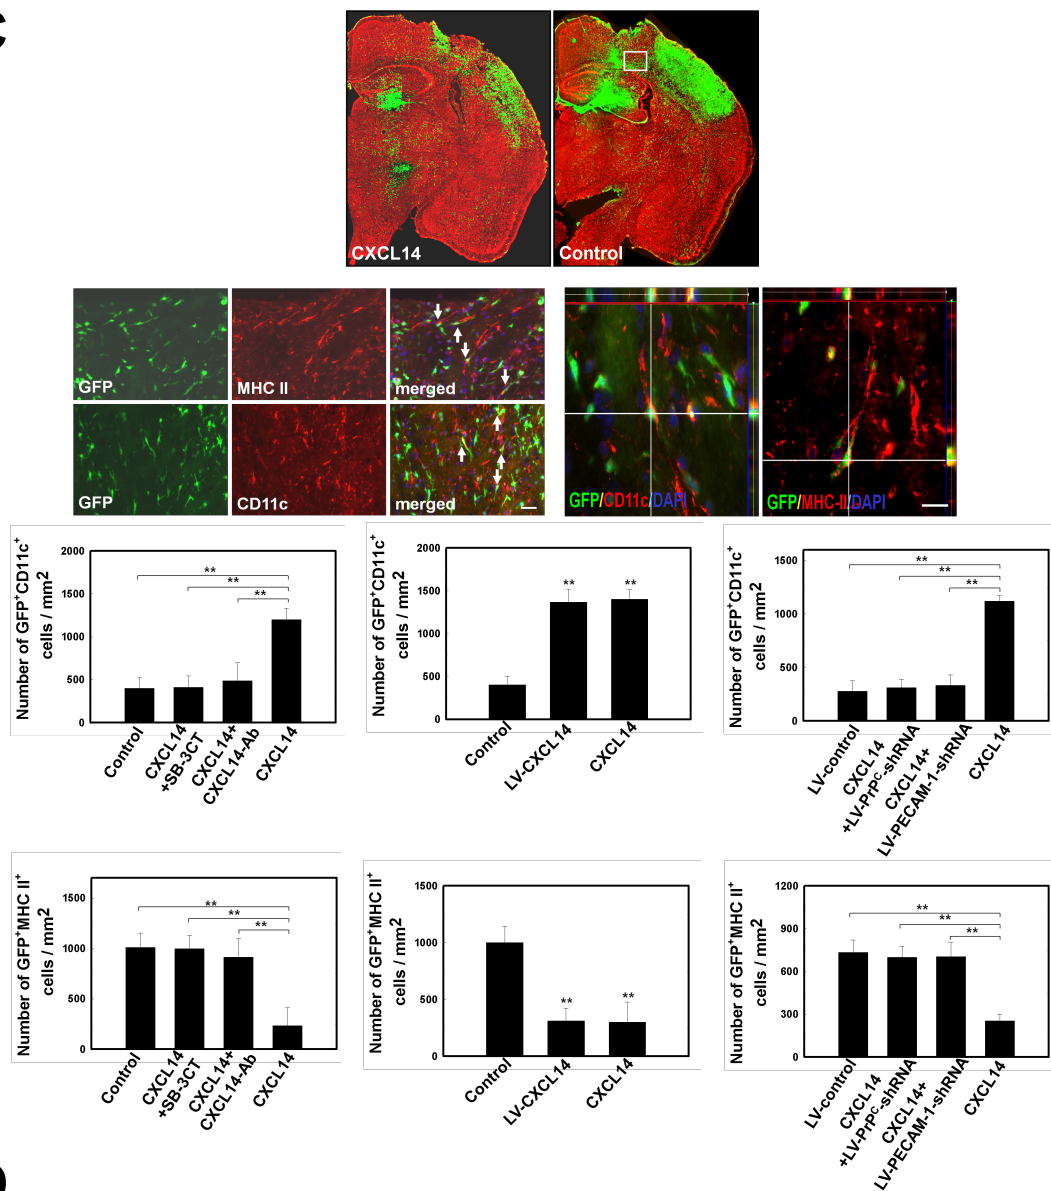 C
CXCL14
Control
GFP
MHC II
merged
GFP
CD11c
merged
GFP/CD11c/DAPI
GFP/MHC-II/DAPI
Number of GFP⁺CD11c⁺
cells / mm2
2000
1500
1000
500
0
**
**
**
Control
CXCL14
+SB-3CT
CXCL14+
CXCL14-Ab
CXCL14
Number of GFP⁺CD11c⁺
cells / mm2
2000
1500
1000
500
0
**
**
Control
LV-CXCL14
CXCL14
Number of GFP⁺CD11c⁺
cells / mm2
1500
1000
500
0
**
**
**
LV-control
CXCL14
+LV-PrPᶜ-shRNA
CXCL14+
LV-PECAM-1-shRNA
CXCL14
Number of GFP⁺MHC II⁺
cells / mm2
1500
1000
500
0
**
**
**
Control
CXCL14
+SB-3CT
CXCL14+
CXCL14-Ab
CXCL14
Number of GFP⁺MHC II⁺
cells / mm2
1500
1000
500
0
**
**
Control
LV-CXCL14
CXCL14
Number of GFP⁺MHC II⁺
cells / mm2
1200
900
600
300
0
**
**
**
LV-control
CXCL14
+LV-PrPᶜ-shRNA
CXCL14+
LV-PECAM-1-shRNA
CXCL14